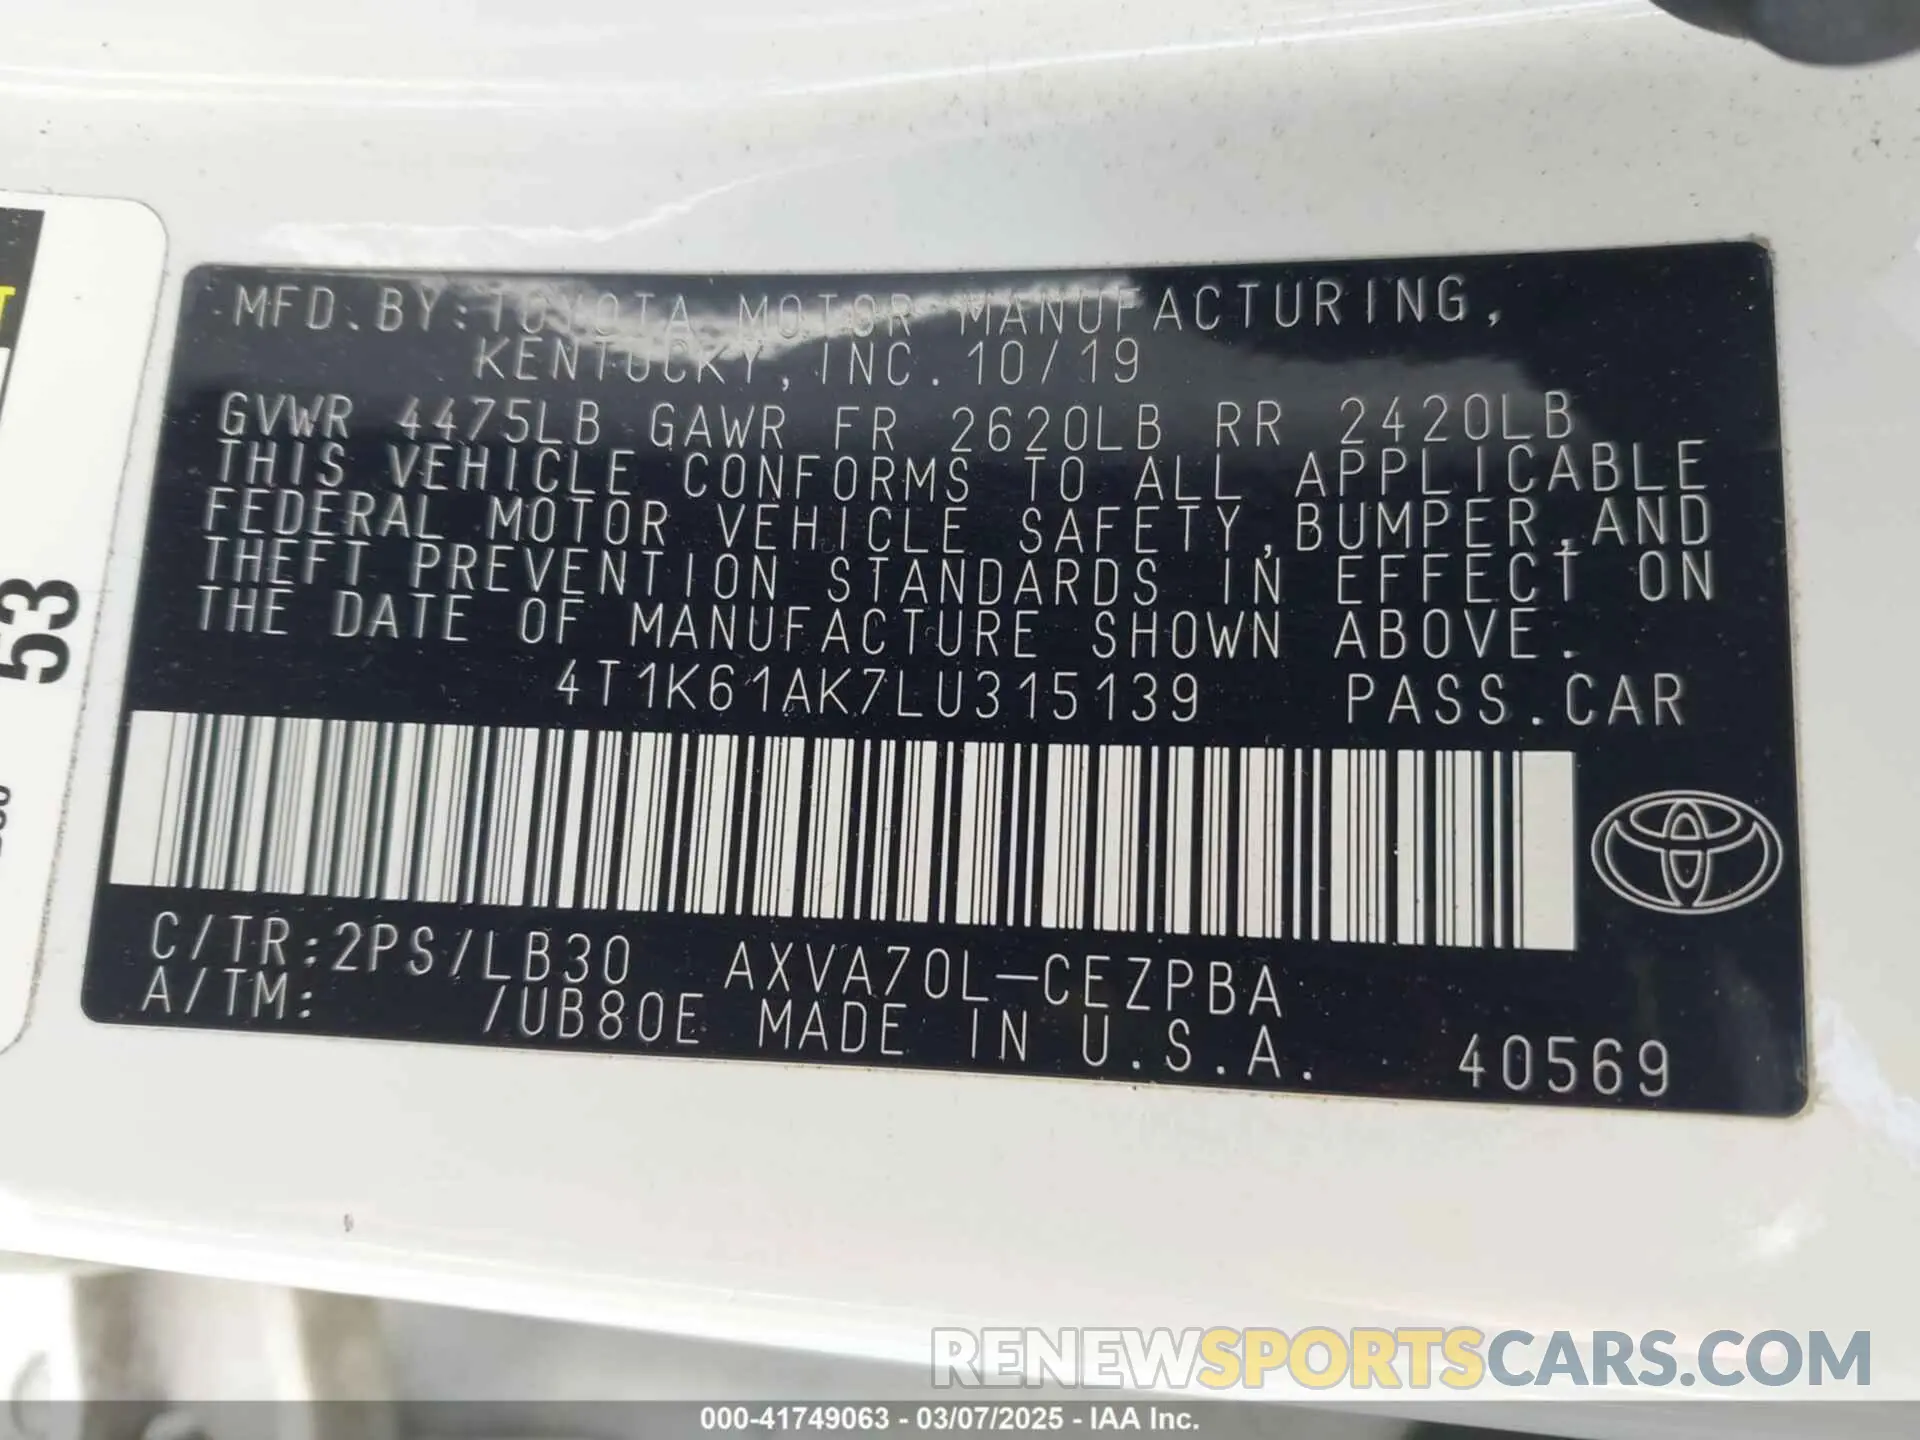 MFD.BY:TOYOTA MOTOR MANUFACTURING,
KENTUCKY,INC.10/19
GVWR 4475LB GAWR FR 2620LB RR 2420LB
THIS VEHICLE CONFORMS TO ALL APPLICABLE
FEDERAL MOTOR VEHICLE SAFETY,BUMPER,AND
THEFT PREVENTION STANDARDS IN EFFECT ON
THE DATE OF MANUFACTURE SHOWN ABOVE.
4T1K61AK7LU315139 PASS.CAR
C/TR:2PS/LB30 AXVA70L-CEZPBA
A/TM: /UB80E MADE IN U.S.A. 40569
53
RENEWSPORTSCARS.COM
000-41749063 - 03/07/2025 - IAA Inc.